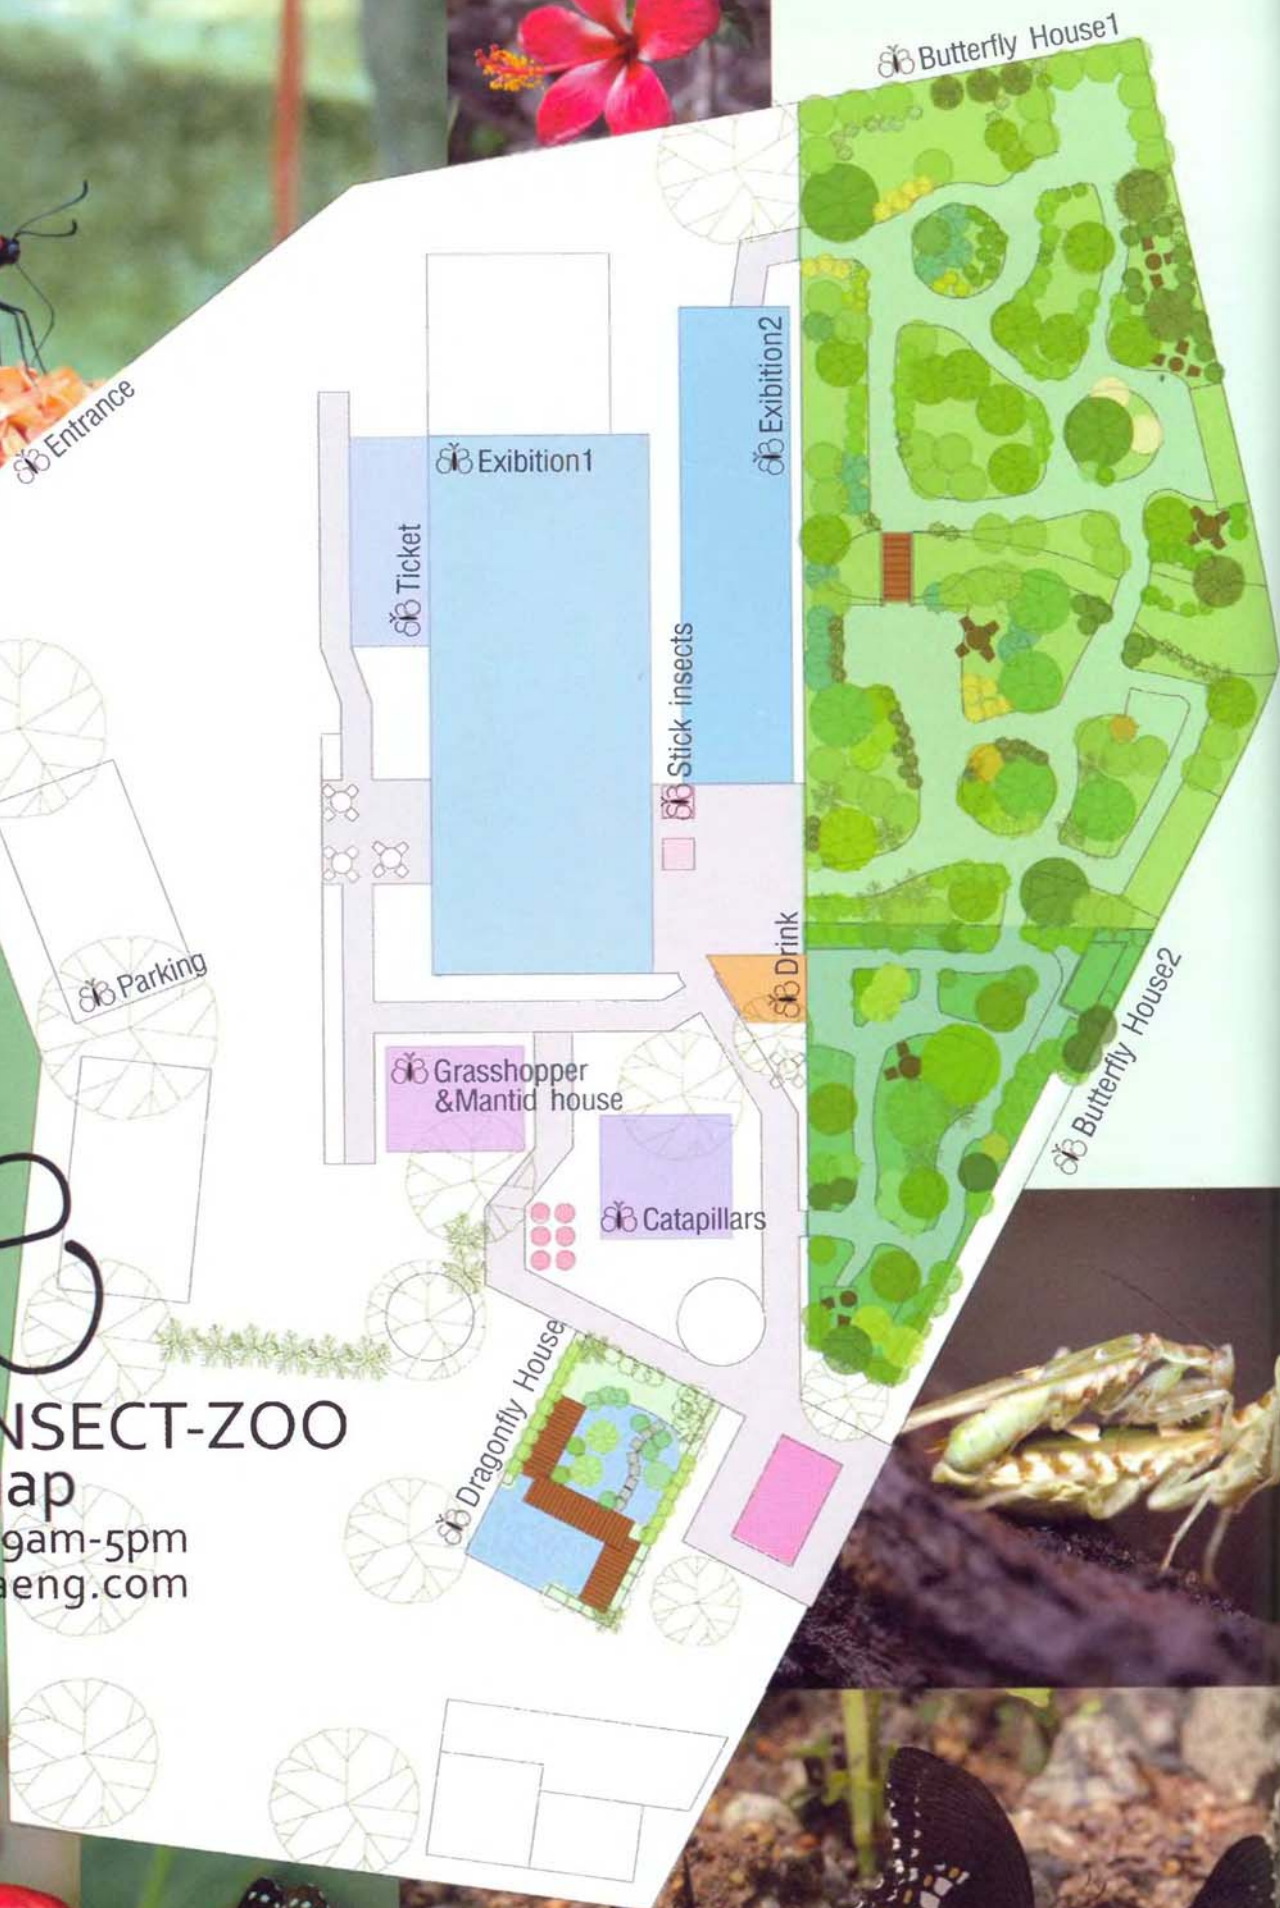 Butterfly House1
Entrance
Exibition1
Exibition2
Ticket
Stick insects
Parking
Drink
Butterfly House2
Grasshopper
&Mantid house
Catapillars
Dragonfly House
NSECT-ZOO
ap
9am-5pm
aeng.com